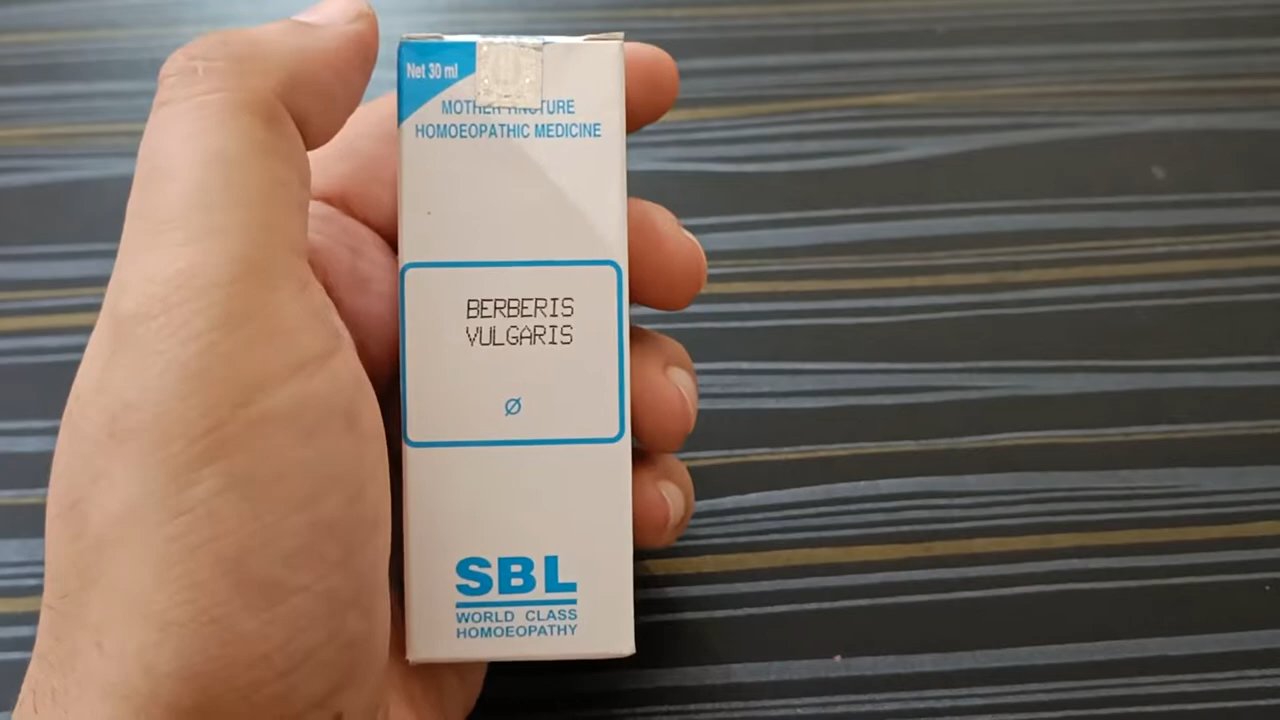 Net 30 ml
MOTHER TINCTURE
HOMOEOPATHIC MEDICINE
BERBERIS
VULGARIS
Ø
SBL
WORLD CLASS
HOMOEOPATHY